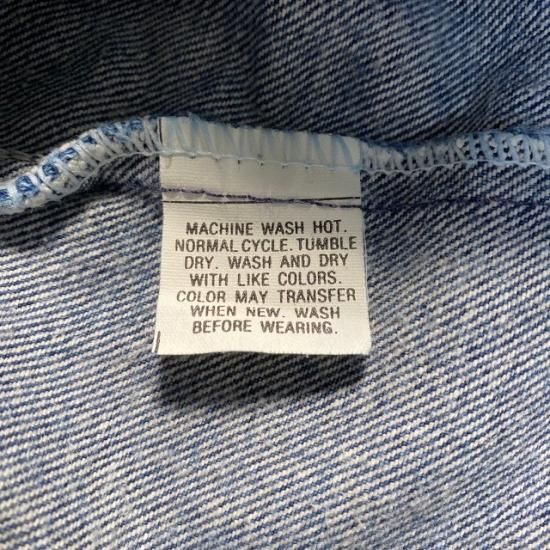 MACHINE WASH HOT.
NORMAL CYCLE. TUMBLE
DRY. WASH AND DRY
WITH LIKE COLORS.
COLOR MAY TRANSFER
WHEN NEW. WASH
BEFORE WEARING.